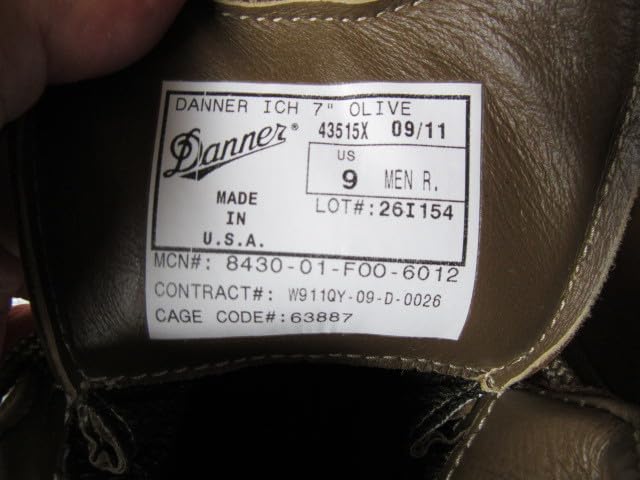 DANNER ICH 7" OLIVE
Danner® 43515X 09/11
US
9 MEN R.
MADE
IN
U.S.A.
LOT#:26I154
MCN#: 8430-01-F00-6012
CONTRACT#: W911QY-09-D-0026
CAGE CODE#:63887